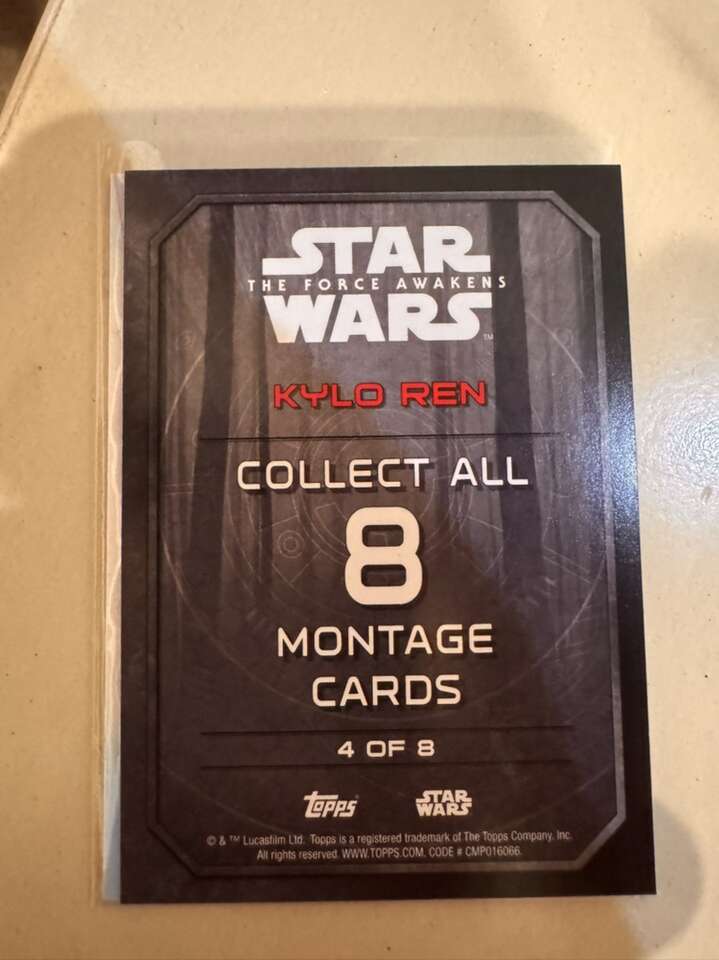 STAR
THE FORCE AWAKENS
WARS™
KYLO REN
COLLECT ALL
8
MONTAGE
CARDS
4 OF 8
topps® STAR WARS
© & ™ Lucasfilm Ltd. Topps is a registered trademark of The Topps Company, Inc.
All rights reserved. WWW.TOPPS.COM. CODE # CMP016066.